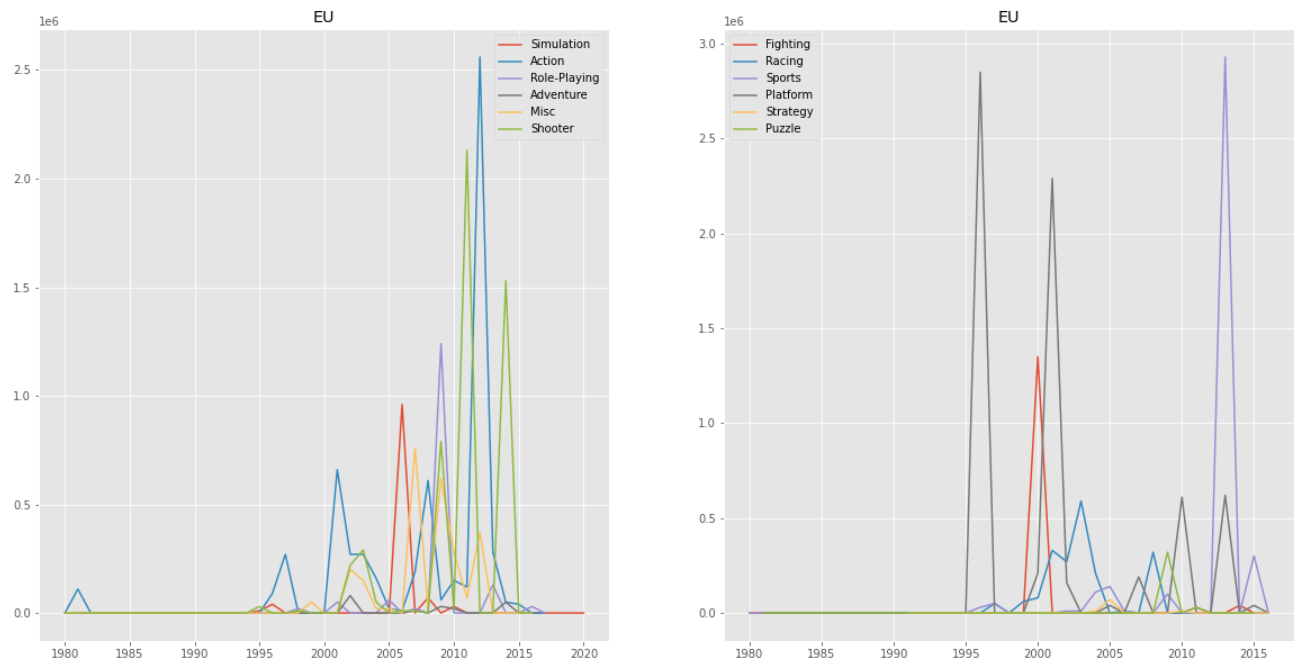 EU
1e6
Simulation
Action
Role-Playing
Adventure
Misc
Shooter
2.5
2.0
1.5
1.0
0.5
0.0
1980 1985 1990 1995 2000 2005 2010 2015 2020
EU
1e6
Fighting
Racing
Sports
Platform
Strategy
Puzzle
3.0
2.5
2.0
1.5
1.0
0.5
0.0
1980 1985 1990 1995 2000 2005 2010 2015